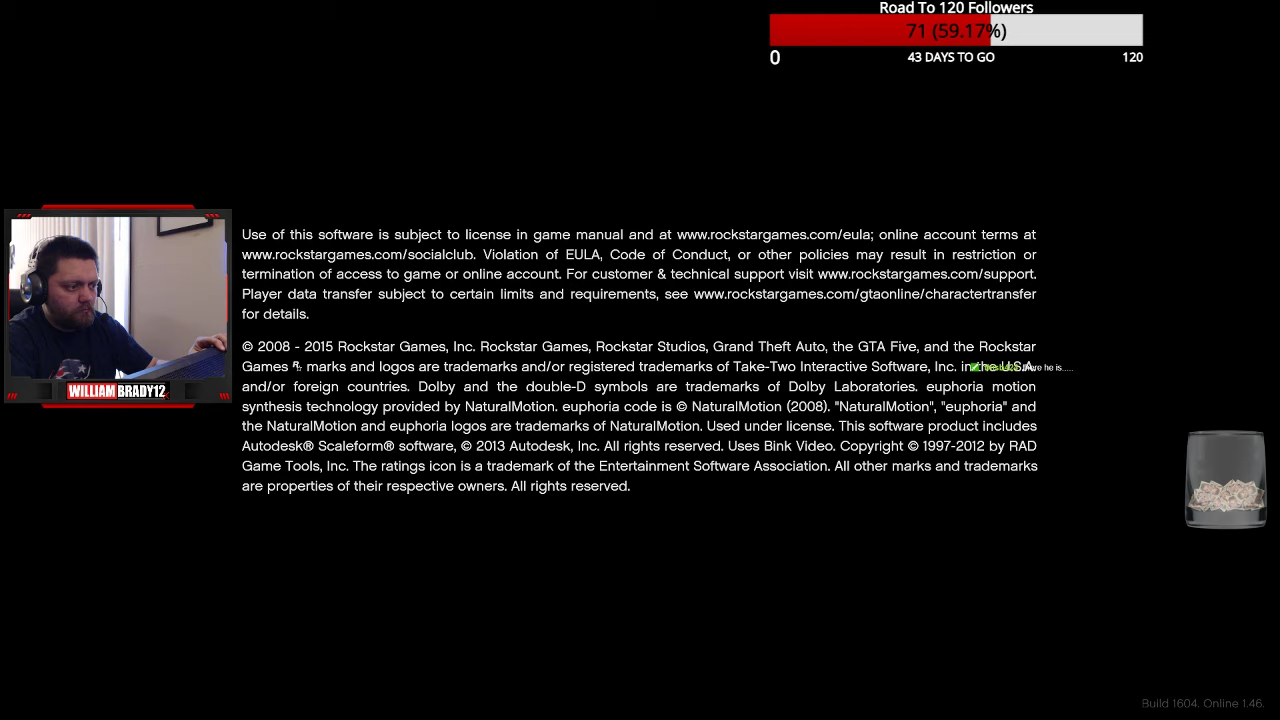 Road To 120 Followers
71 (59.17%)
0 43 DAYS TO GO 120
Use of this software is subject to license in game manual and at www.rockstargames.com/eula; online account terms at
www.rockstargames.com/socialclub. Violation of EULA, Code of Conduct, or other policies may result in restriction or
termination of access to game or online account. For customer & technical support visit www.rockstargames.com/support.
Player data transfer subject to certain limits and requirements, see www.rockstargames.com/gtaonline/charactertransfer
for details.
© 2008 - 2015 Rockstar Games, Inc. Rockstar Games, Rockstar Studios, Grand Theft Auto, the GTA Five, and the Rockstar
Games R* marks and logos are trademarks and/or registered trademarks of Take-Two Interactive Software, Inc. in the U.S.A.
he is.....
and/or foreign countries. Dolby and the double-D symbols are trademarks of Dolby Laboratories. euphoria motion
synthesis technology provided by NaturalMotion. euphoria code is © NaturalMotion (2008). "NaturalMotion", "euphoria" and
the NaturalMotion and euphoria logos are trademarks of NaturalMotion. Used under license. This software product includes
Autodesk® Scaleform® software, © 2013 Autodesk, Inc. All rights reserved. Uses Bink Video. Copyright © 1997-2012 by RAD
Game Tools, Inc. The ratings icon is a trademark of the Entertainment Software Association. All other marks and trademarks
are properties of their respective owners. All rights reserved.
WILLIAM BRADY12
Build 1604. Online 1.46.